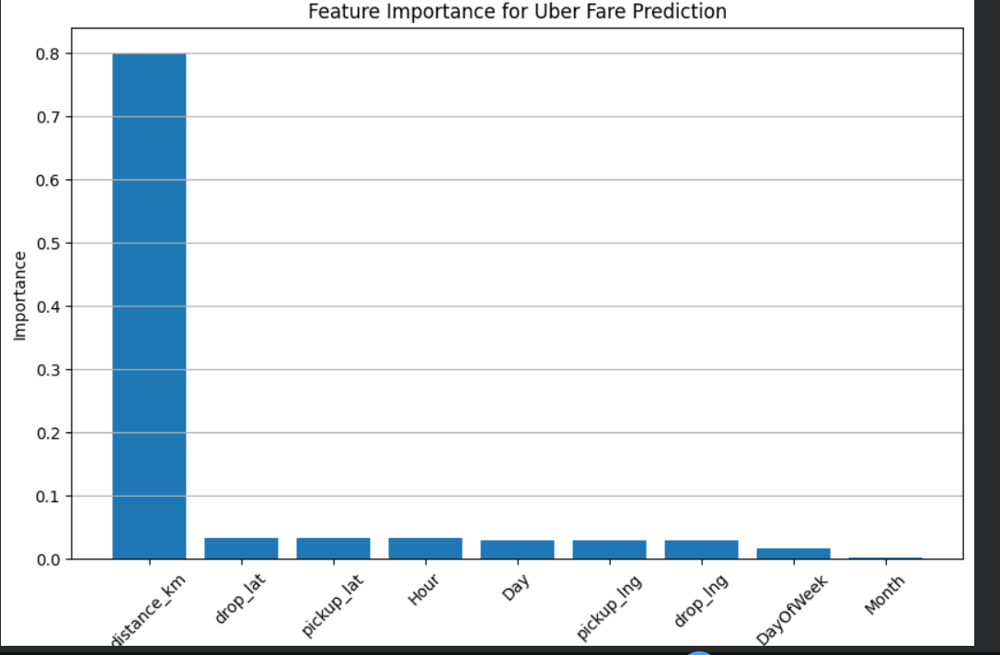 Feature Importance for Uber Fare Prediction
Importance
0.8
0.7
0.6
0.5
0.4
0.3
0.2
0.1
0.0
distance_km
drop_lat
pickup_lat
Hour
Day
pickup_lng
drop_lng
DayOfWeek
Month